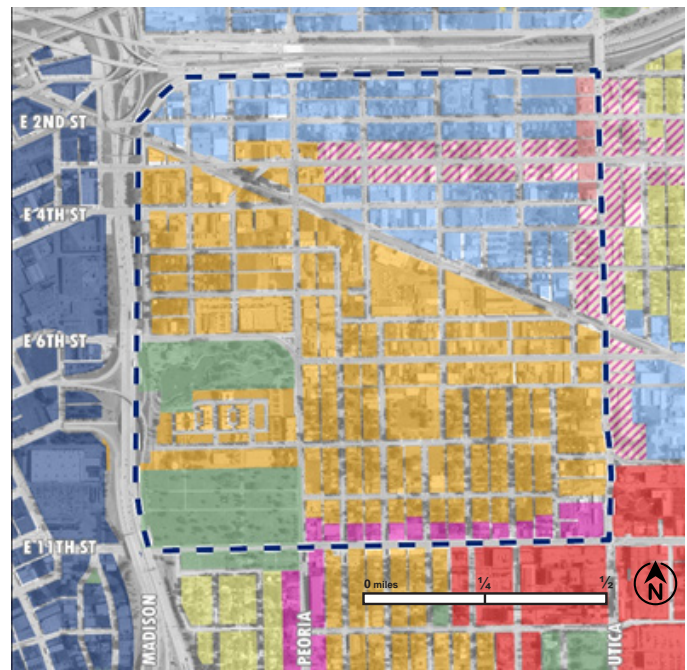 E 2ND ST
E 4TH ST
E 6TH ST
E 11TH ST
MADISON
PEORIA
UTICA
0 miles
¼
½
N